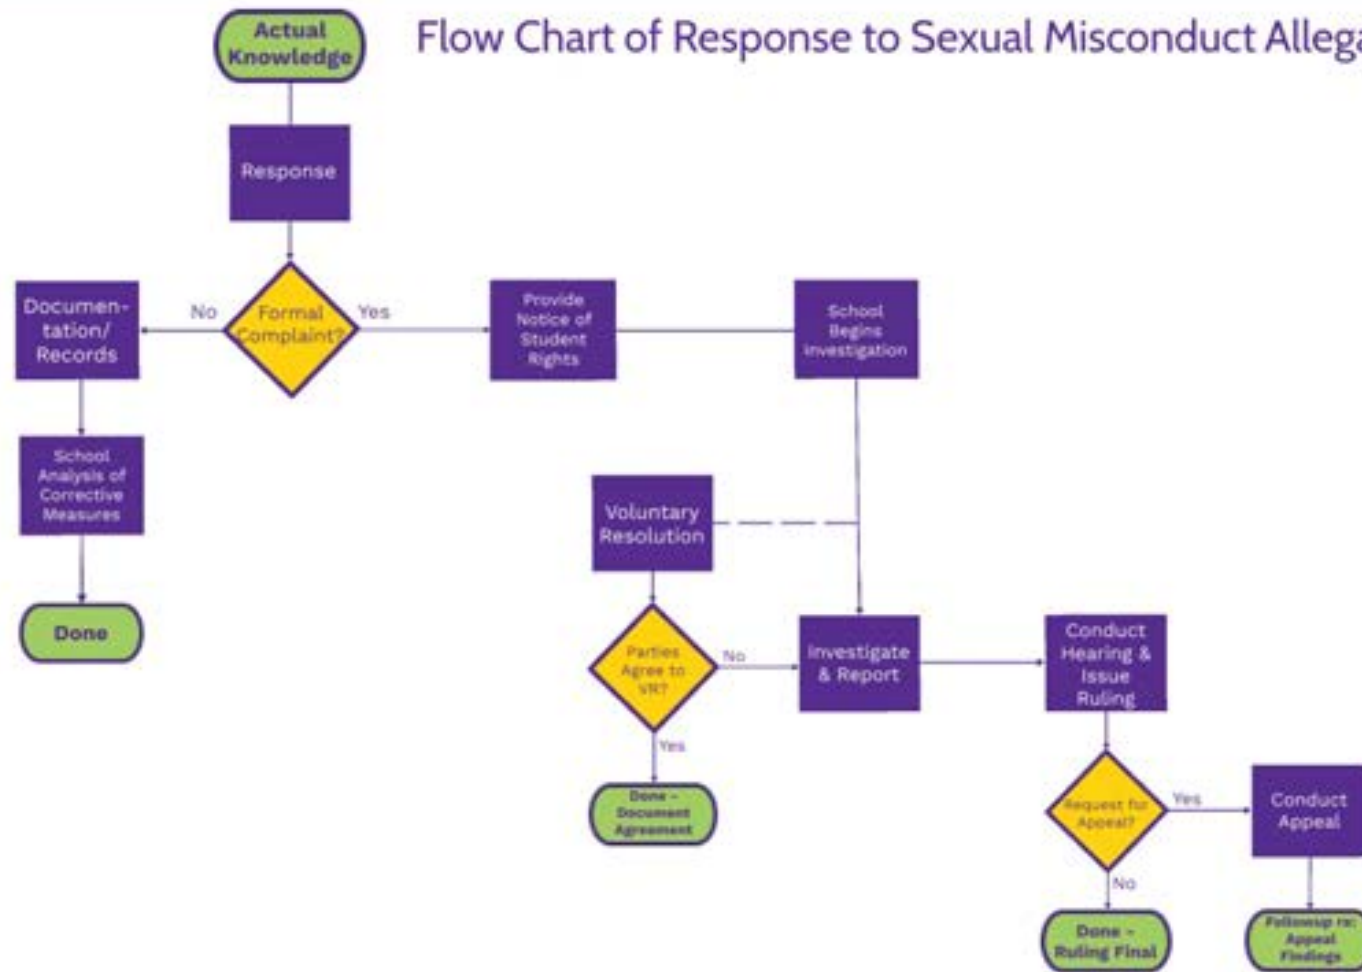 Flow Chart of Response to Sexual Misconduct Allega
Actual
Knowledge
Response
Formal
Complaint?
No
Yes
Documen-
tation/
Records
School
Analysis of
Corrective
Measures
Done
Provide
Notice of
Student
Rights
School
Begins
Investigation
Voluntary
Resolution
Parties
Agree to
VR?
No
Yes
Done -
Document
Agreement
Investigate
& Report
Conduct
Hearing &
Issue
Ruling
Request for
Appeal?
Yes
No
Conduct
Appeal
Done -
Ruling Final
Followup re:
Appeal
Findings